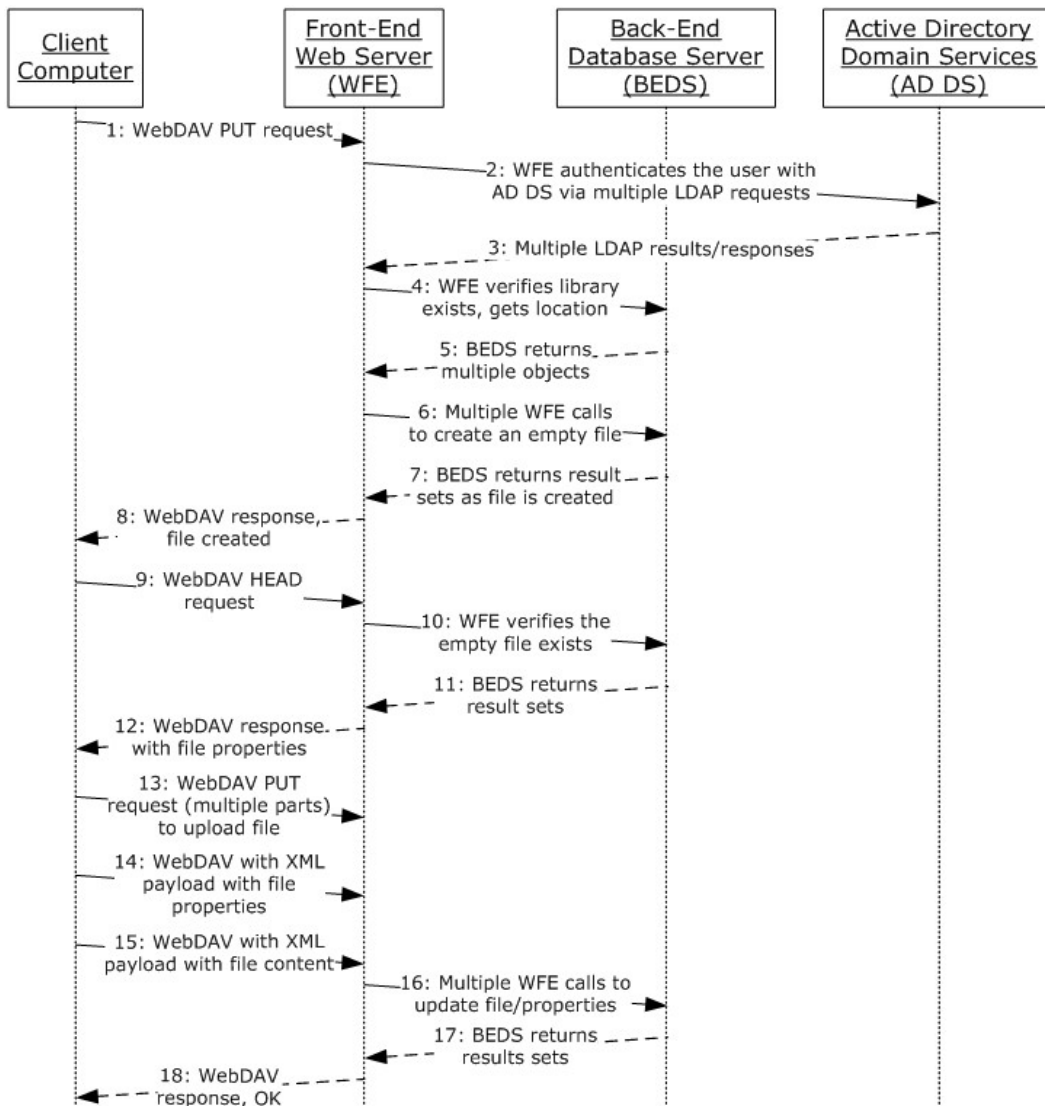 Client
Computer
Front-End
Web Server
(WFE)
Back-End
Database Server
(BEDS)
Active Directory
Domain Services
(AD DS)
1: WebDAV PUT request
2: WFE authenticates the user with
AD DS via multiple LDAP requests
3: Multiple LDAP results/responses
4: WFE verifies library
exists, gets location
5: BEDS returns
multiple objects
6: Multiple WFE calls
to create an empty file
7: BEDS returns result
sets as file is created
8: WebDAV response,
file created
9: WebDAV HEAD
request
10: WFE verifies the
empty file exists
11: BEDS returns
result sets
12: WebDAV response
with file properties
13: WebDAV PUT
request (multiple parts)
to upload file
14: WebDAV with XML
payload with file
properties
15: WebDAV with XML
payload with file content
16: Multiple WFE calls to
update file/properties
17: BEDS returns
results sets
18: WebDAV
response, OK